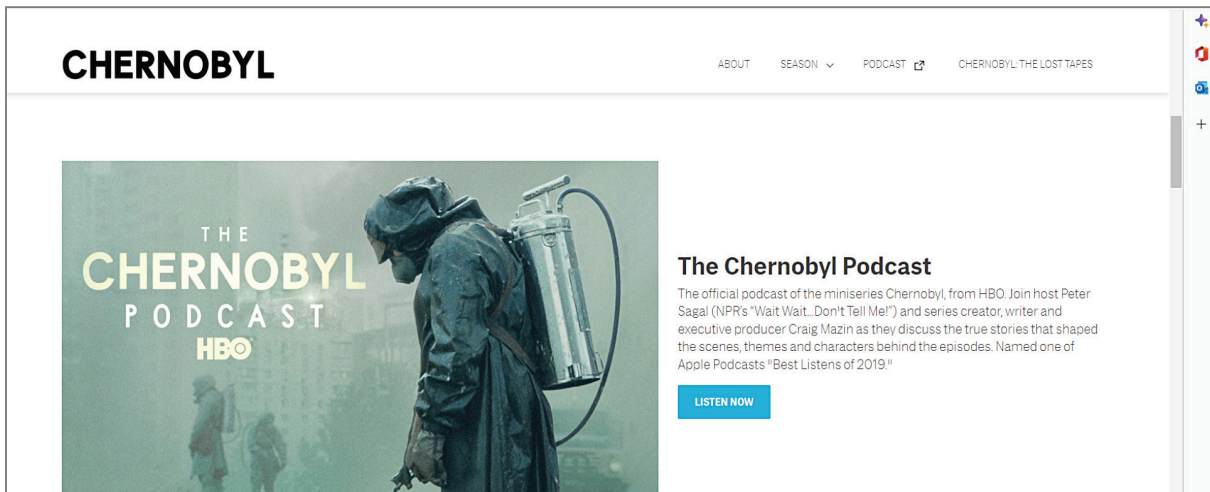 CHERNOBYL
ABOUT
SEASON
PODCAST
CHERNOBYL: THE LOST TAPES
THE
CHERNOBYL
PODCAST
HBO
The Chernobyl Podcast
The official podcast of the miniseries Chernobyl, from HBO. Join host Peter
Sagal (NPR's “Wait Wait...Don't Tell Me!”) and series creator, writer and
executive producer Craig Mazin as they discuss the true stories that shaped
the scenes, themes and characters behind the episodes. Named one of
Apple Podcasts "Best Listens of 2019."
LISTEN NOW